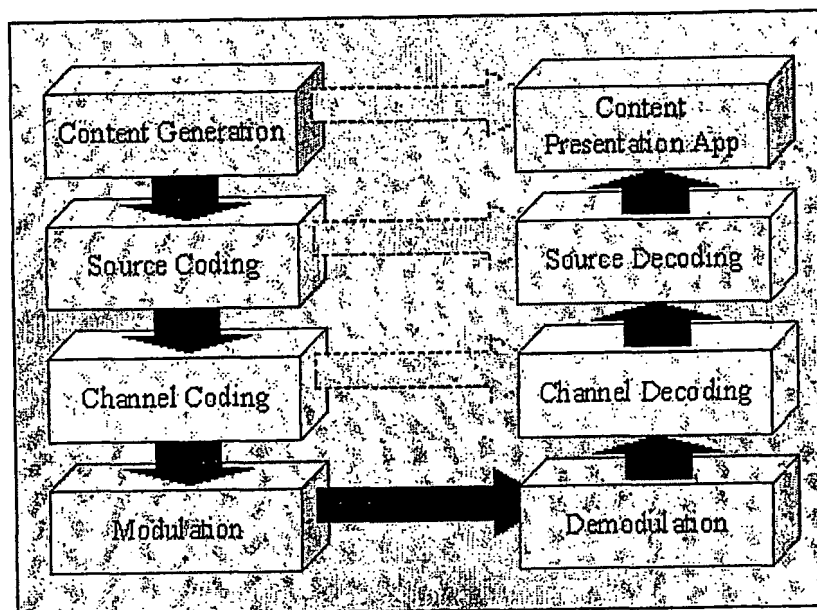 Content Generation
Content
Presentation App
Source Coding
Source Decoding
Channel Coding
Channel Decoding
Modulation
Demodulation